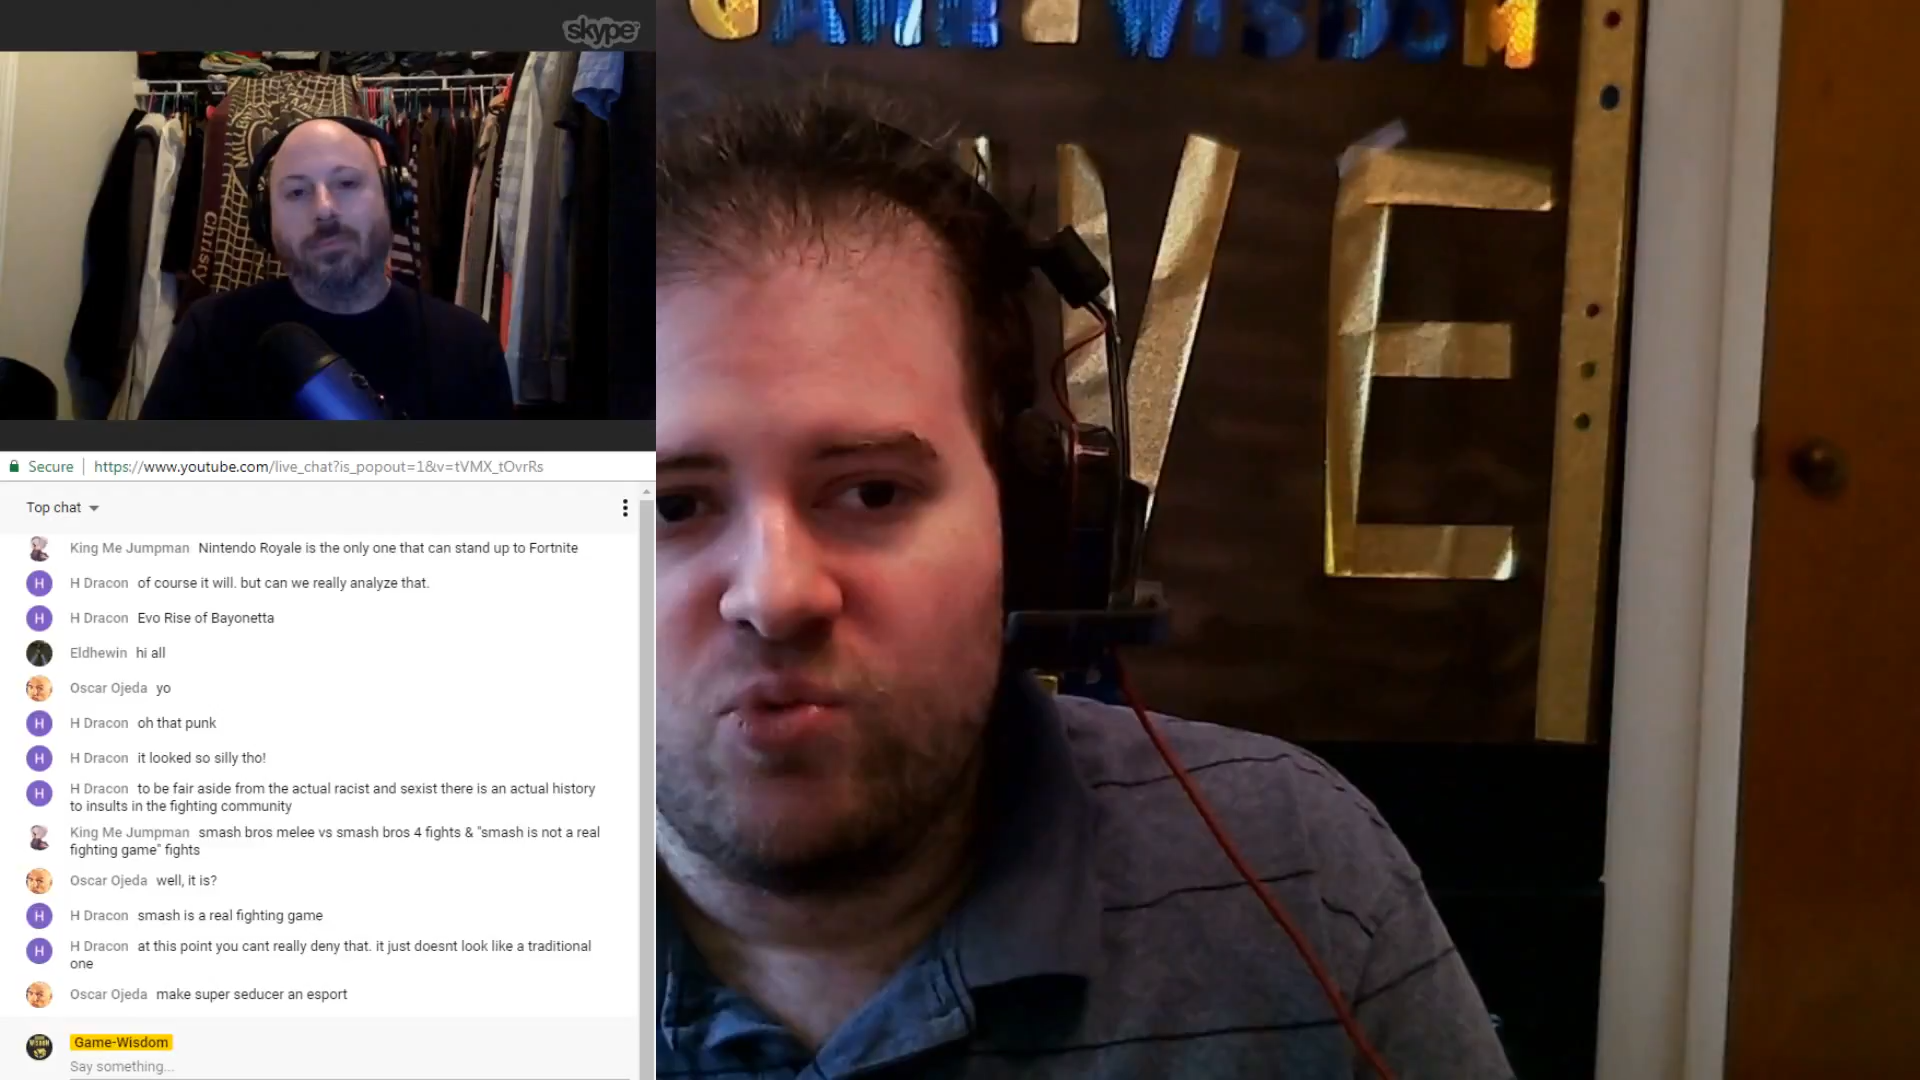 skype
GAME-WISDOM
VE
Christy
Secure
https://www.youtube.com/live_chat?is_popout=1&v=tVMX_tOvrRs
Top chat
King Me Jumpman Nintendo Royale is the only one that can stand up to Fortnite
H H Dracon of course it will. but can we really analyze that.
H H Dracon Evo Rise of Bayonetta
Eldhewin hi all
Oscar Ojeda yo
H H Dracon oh that punk
H H Dracon it looked so silly tho!
H H Dracon to be fair aside from the actual racist and sexist there is an actual history
to insults in the fighting community
King Me Jumpman smash bros melee vs smash bros 4 fights & "smash is not a real
fighting game" fights
Oscar Ojeda well, it is?
H H Dracon smash is a real fighting game
H H Dracon at this point you cant really deny that. it just doesnt look like a traditional
one
Oscar Ojeda make super seducer an esport
Game-Wisdom
Say something...